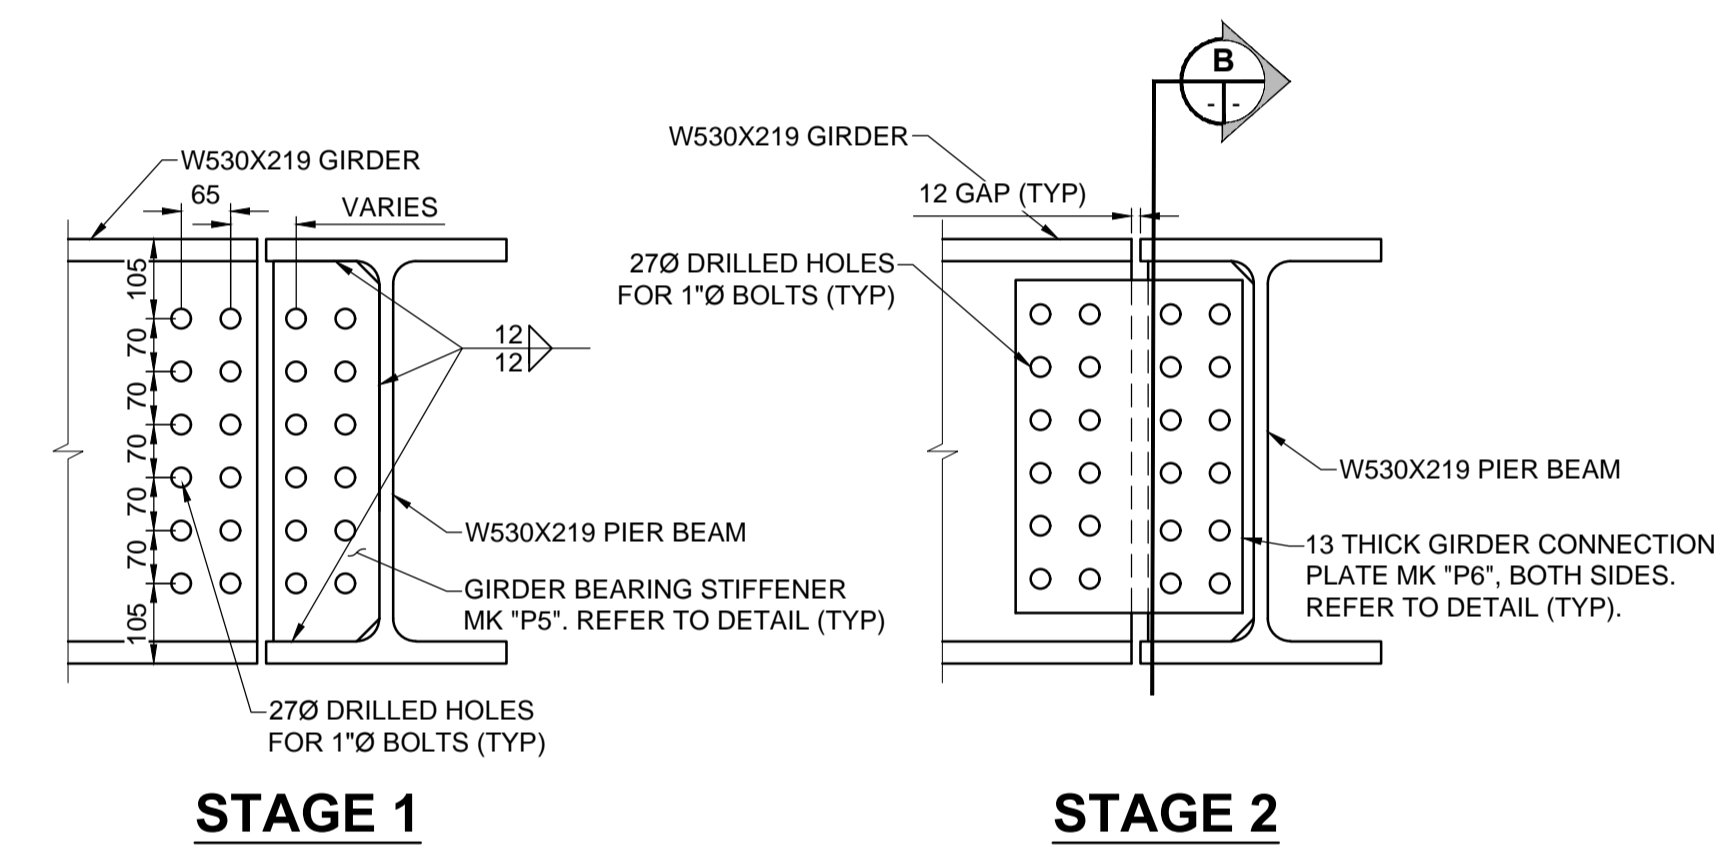 W530X219 GIRDER
65
VARIES
105
70
70
70
70
70
105
12
12
W530X219 PIER BEAM
GIRDER BEARING STIFFENER
MK "P5". REFER TO DETAIL (TYP)
27Ø DRILLED HOLES
FOR 1"Ø BOLTS (TYP)
STAGE 1
B
- -
W530X219 GIRDER
12 GAP (TYP)
27Ø DRILLED HOLES
FOR 1"Ø BOLTS (TYP)
W530X219 PIER BEAM
13 THICK GIRDER CONNECTION
PLATE MK "P6", BOTH SIDES.
REFER TO DETAIL (TYP).
STAGE 2